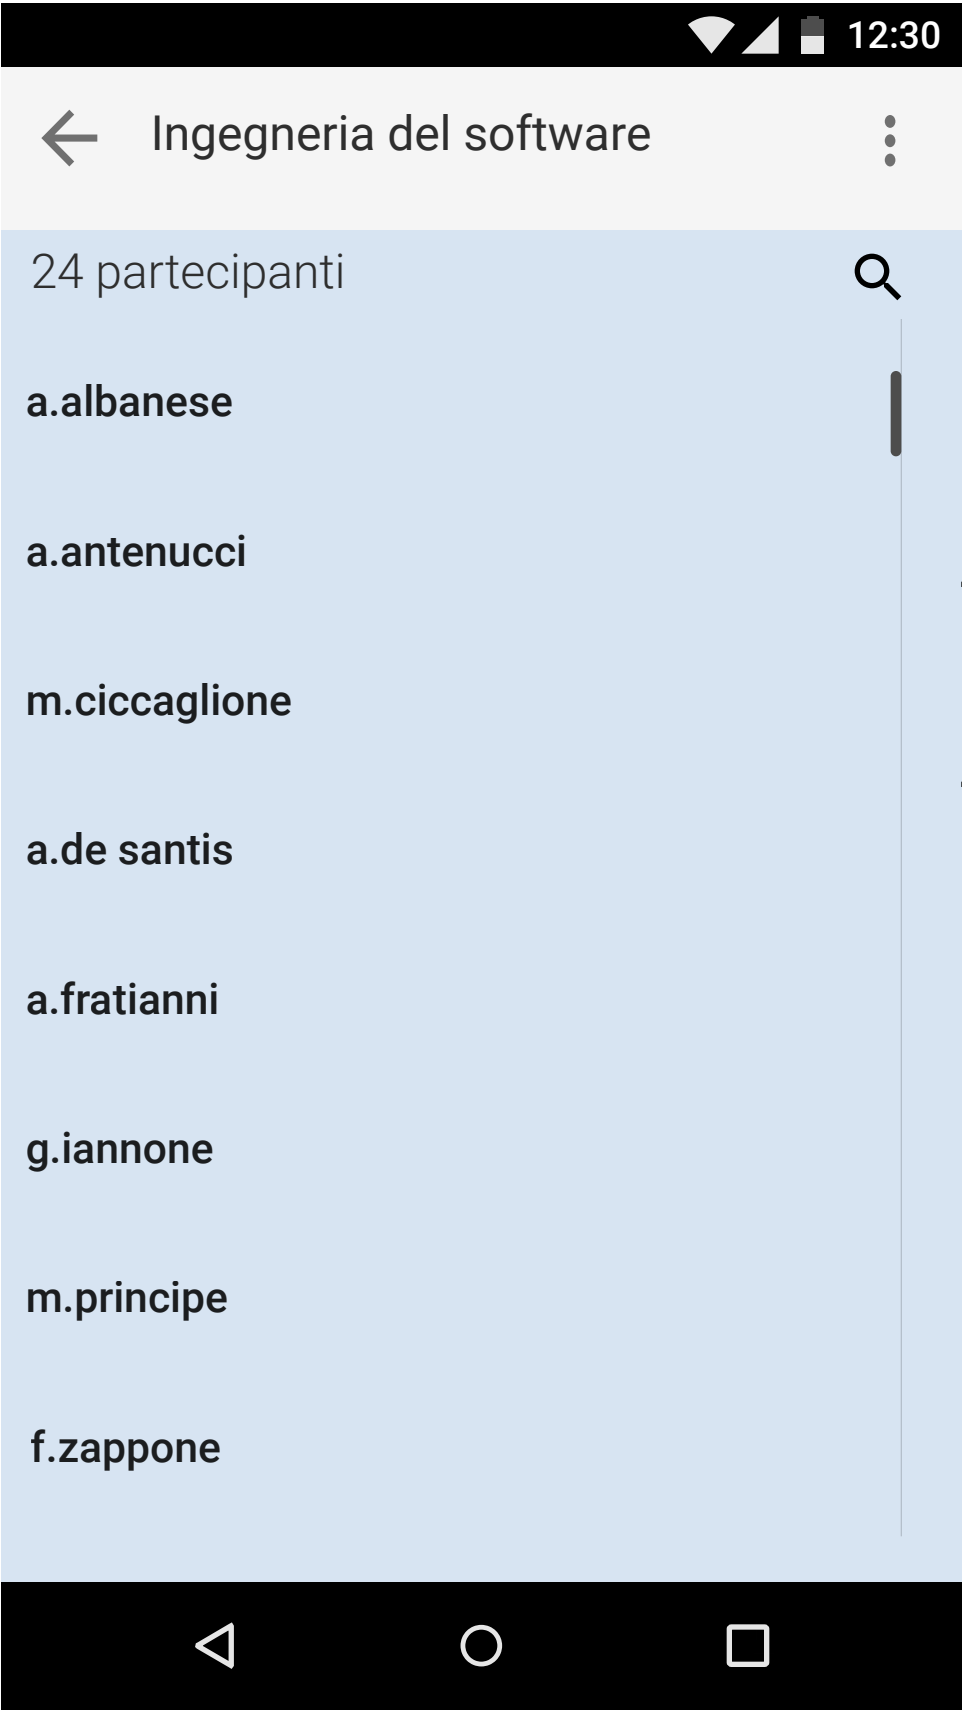 12:30
Ingegneria del software
24 partecipanti
a.albanese
a.antenucci
m.ciccaglione
a.de santis
a.fratianni
g.iannone
m.principe
f.zappone